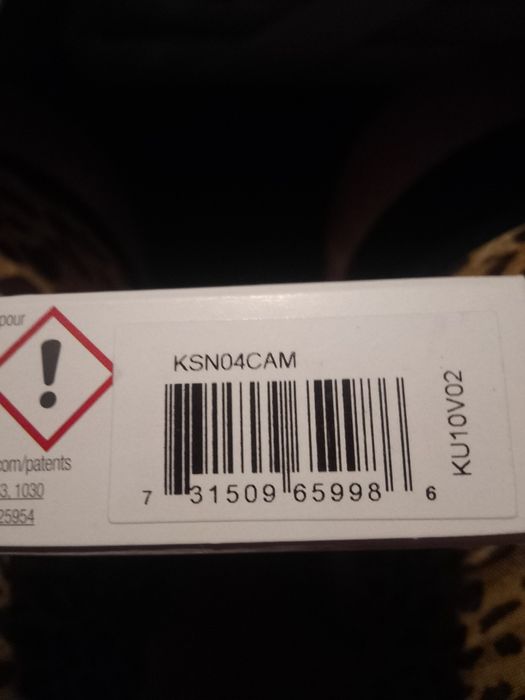 pour
!
com/patents
3, 1030
25954
KSN04CAM
7 31509 65998 6
KU10V02